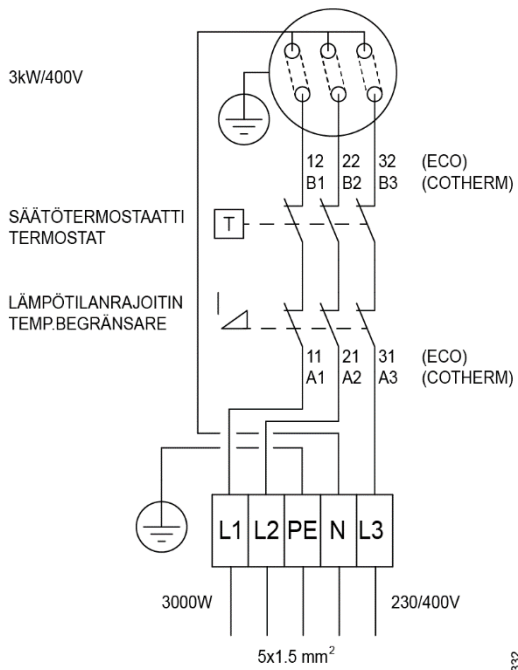 3kW/400V
12 22 32 (ECO)
B1 B2 B3 (COTHERM)
SÄÄTÖTERMOSTAATTI
TERMOSTAT
T
LÄMPÖTILANRAJOITIN
TEMP.BEGRÄNSARE
11 21 31 (ECO)
A1 A2 A3 (COTHERM)
L1 L2 PE N L3
3000W 230/400V
5x1.5 mm²
332